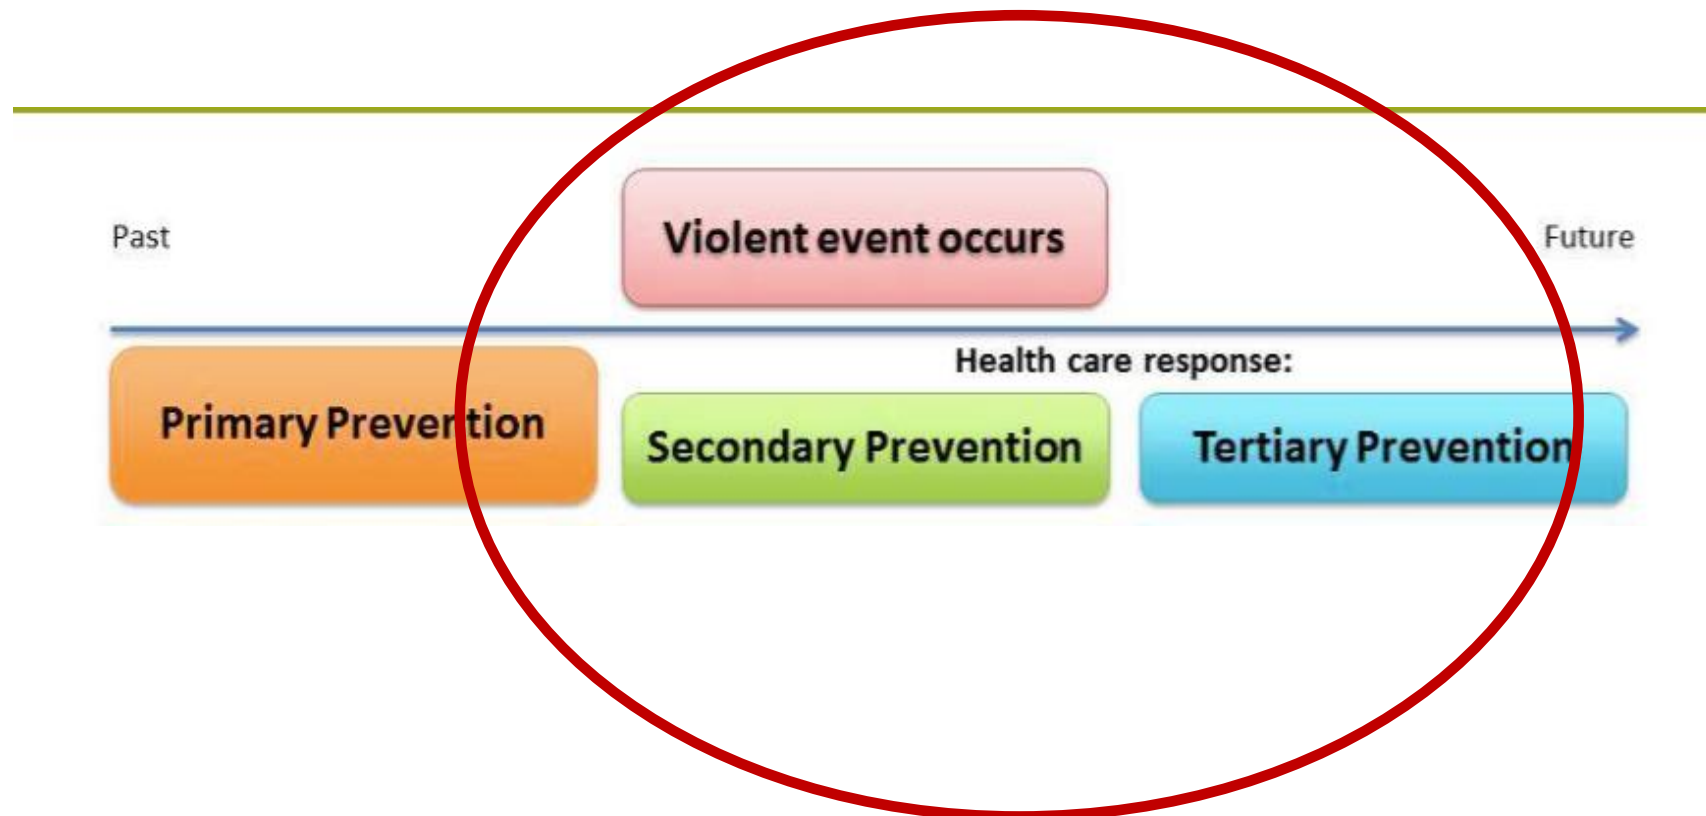 Past
Violent event occurs
Future
Health care response:
Primary Prevention
Secondary Prevention
Tertiary Prevention